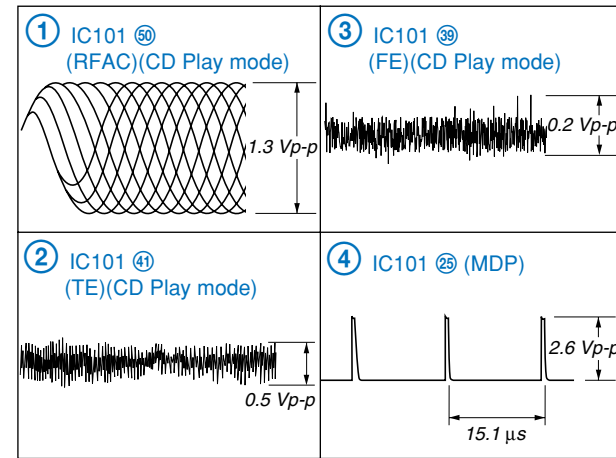 ① IC101 ㊿
(RFAC)(CD Play mode)
1.3 Vp-p
② IC101 ㊶
(TE)(CD Play mode)
0.5 Vp-p
③ IC101 ㊴
(FE)(CD Play mode)
0.2 Vp-p
④ IC101 ㉕ (MDP)
2.6 Vp-p
15.1 μs